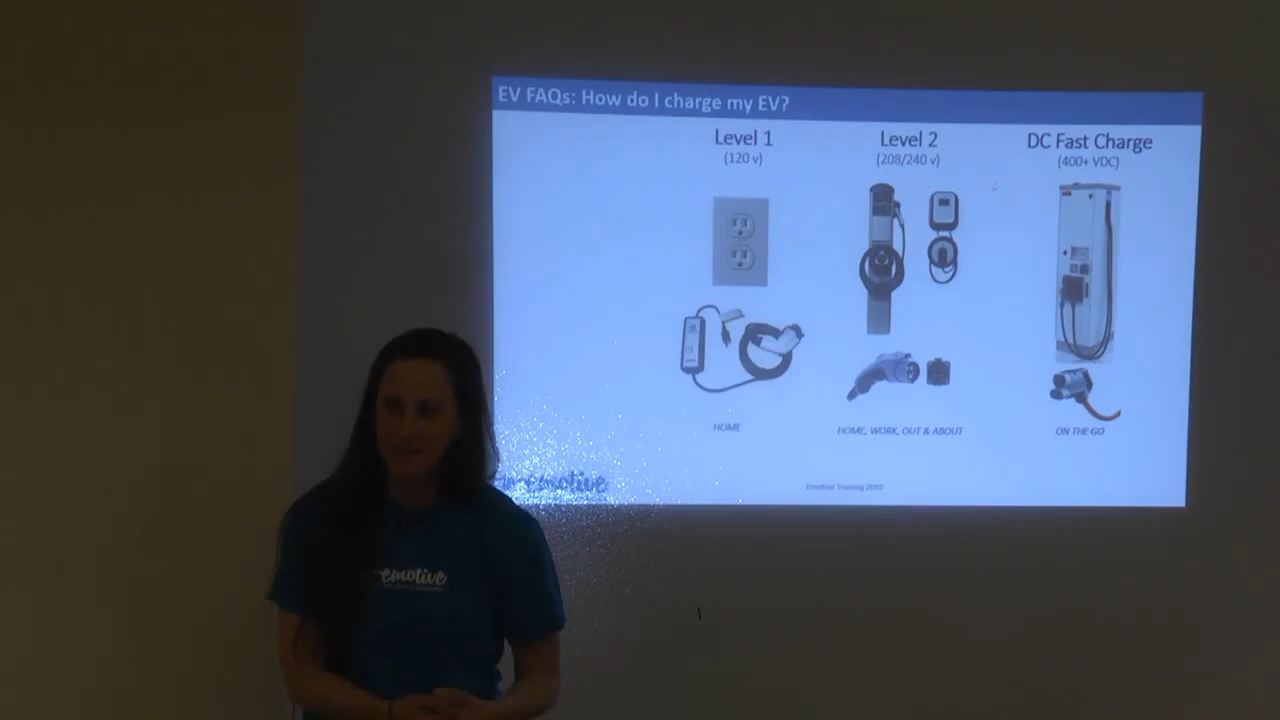 EV FAQs: How do I charge my EV?
Level 1
(120 v)
Level 2
(208/240 v)
DC Fast Charge
(400+ VDC)
HOME
HOME, WORK, OUT & ABOUT
ON THE GO
emotive
Emotive Training 2019
emotive